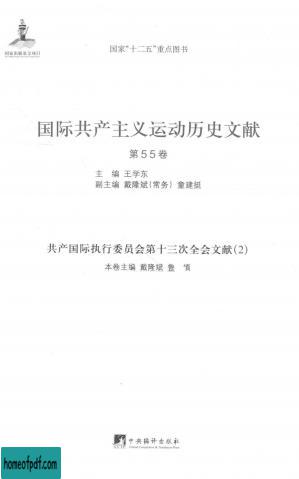 国家出版基金项目
国家“十二五”重点图书
国际共产主义运动历史文献
第55卷
主 编 王学东
副主编 戴隆斌(常务) 童建挺
共产国际执行委员会第十三次全会文献(2)
本卷主编 戴隆斌
中央编译出版社
Central Compilation & Translation Press
homeofpdf.com